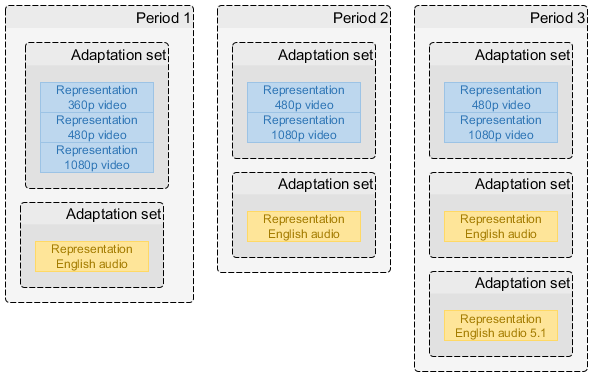 Period 1
Adaptation set
Representation
360p video
Representation
480p video
Representation
1080p video
Adaptation set
Representation
English audio
Period 2
Adaptation set
Representation
480p video
Representation
1080p video
Adaptation set
Representation
English audio
Period 3
Adaptation set
Representation
480p video
Representation
1080p video
Adaptation set
Representation
English audio
Adaptation set
Representation
English audio 5.1